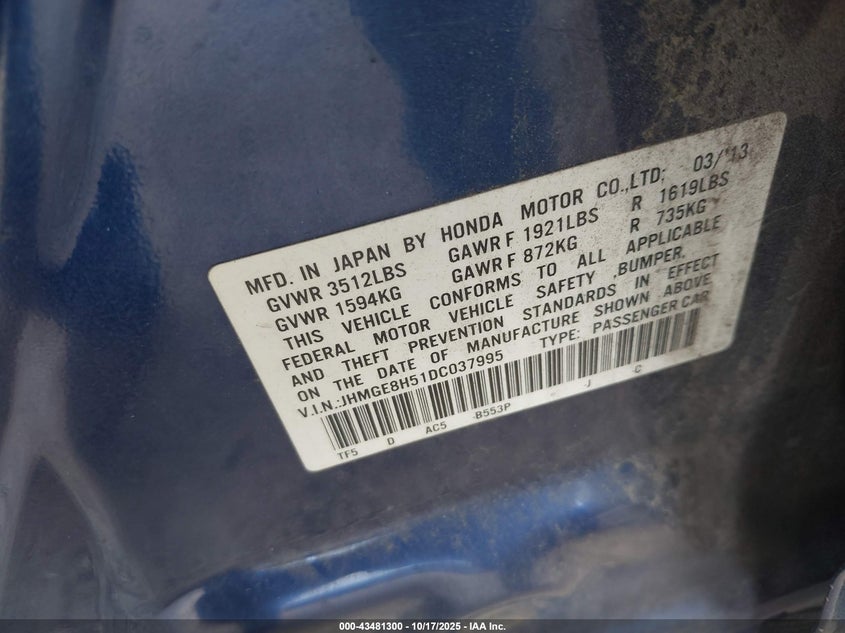 MFD. IN JAPAN BY HONDA MOTOR CO.,LTD; 03/'13
GVWR 3512LBS GAWR F 1921LBS R 1619LBS
GVWR 1594KG GAWR F 872KG R 735KG
THIS VEHICLE CONFORMS TO ALL APPLICABLE
FEDERAL MOTOR VEHICLE SAFETY ,BUMPER,
AND THEFT PREVENTION STANDARDS IN EFFECT
ON THE DATE OF MANUFACTURE SHOWN ABOVE
V.I.N.:JHMGE8H51DC037995 TYPE: PASSENGER CAR
TF5 D AC5 -B553P - -J -C
000-43481300 - 10/17/2025 - IAA Inc.